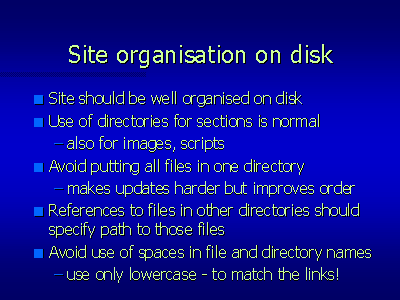 Site organisation on disk
Site should be well organised on disk
Use of directories for sections is normal
– also for images, scripts
Avoid putting all files in one directory
– makes updates harder but improves order
References to files in other directories should
specify path to those files
Avoid use of spaces in file and directory names
– use only lowercase - to match the links!